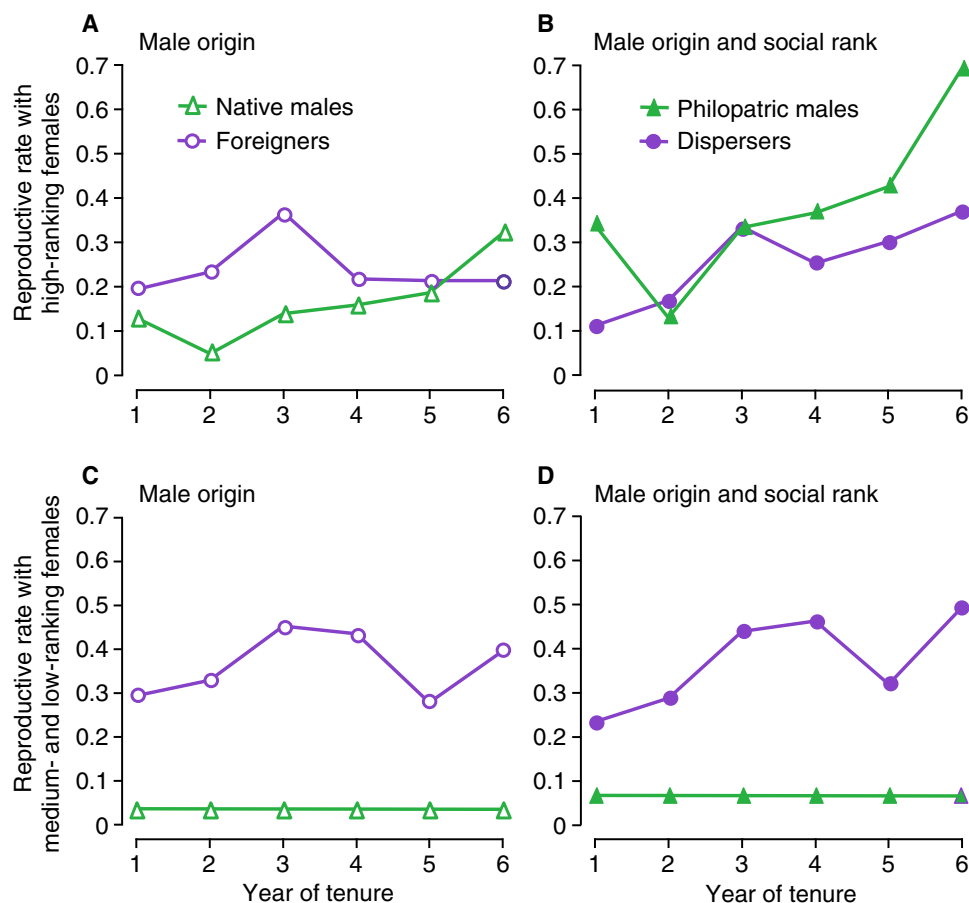 A
Male origin
Reproductive rate with
high-ranking females
0.7
0.6
0.5
0.4
0.3
0.2
0.1
0
Native males
Foreigners
1 2 3 4 5 6
B
Male origin and social rank
0.7
0.6
0.5
0.4
0.3
0.2
0.1
0
Philopatric males
Dispersers
1 2 3 4 5 6
C
Male origin
Reproductive rate with
medium- and low-ranking females
0.7
0.6
0.5
0.4
0.3
0.2
0.1
0
1 2 3 4 5 6
Year of tenure
D
Male origin and social rank
0.7
0.6
0.5
0.4
0.3
0.2
0.1
0
1 2 3 4 5 6
Year of tenure